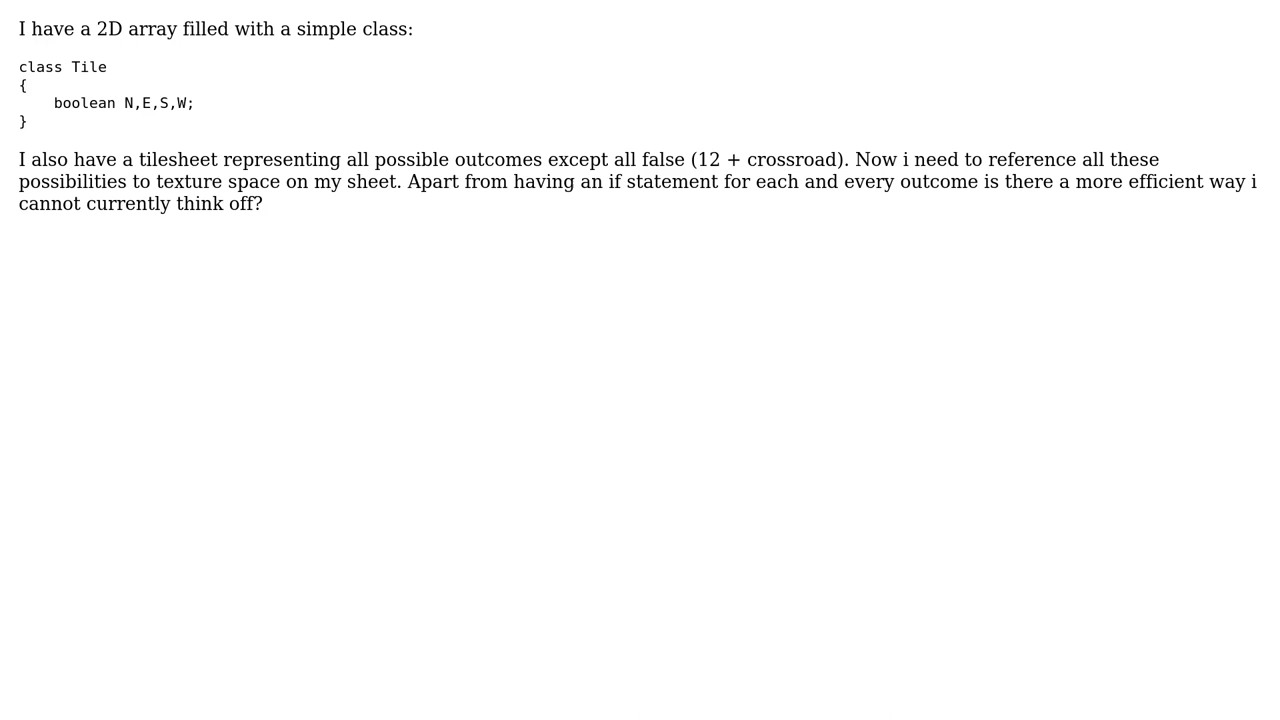 I have a 2D array filled with a simple class:
class Tile
{
    boolean N,E,S,W;
}
I also have a tilesheet representing all possible outcomes except all false (12 + crossroad). Now i need to reference all these
possibilities to texture space on my sheet. Apart from having an if statement for each and every outcome is there a more efficient way i
cannot currently think off?